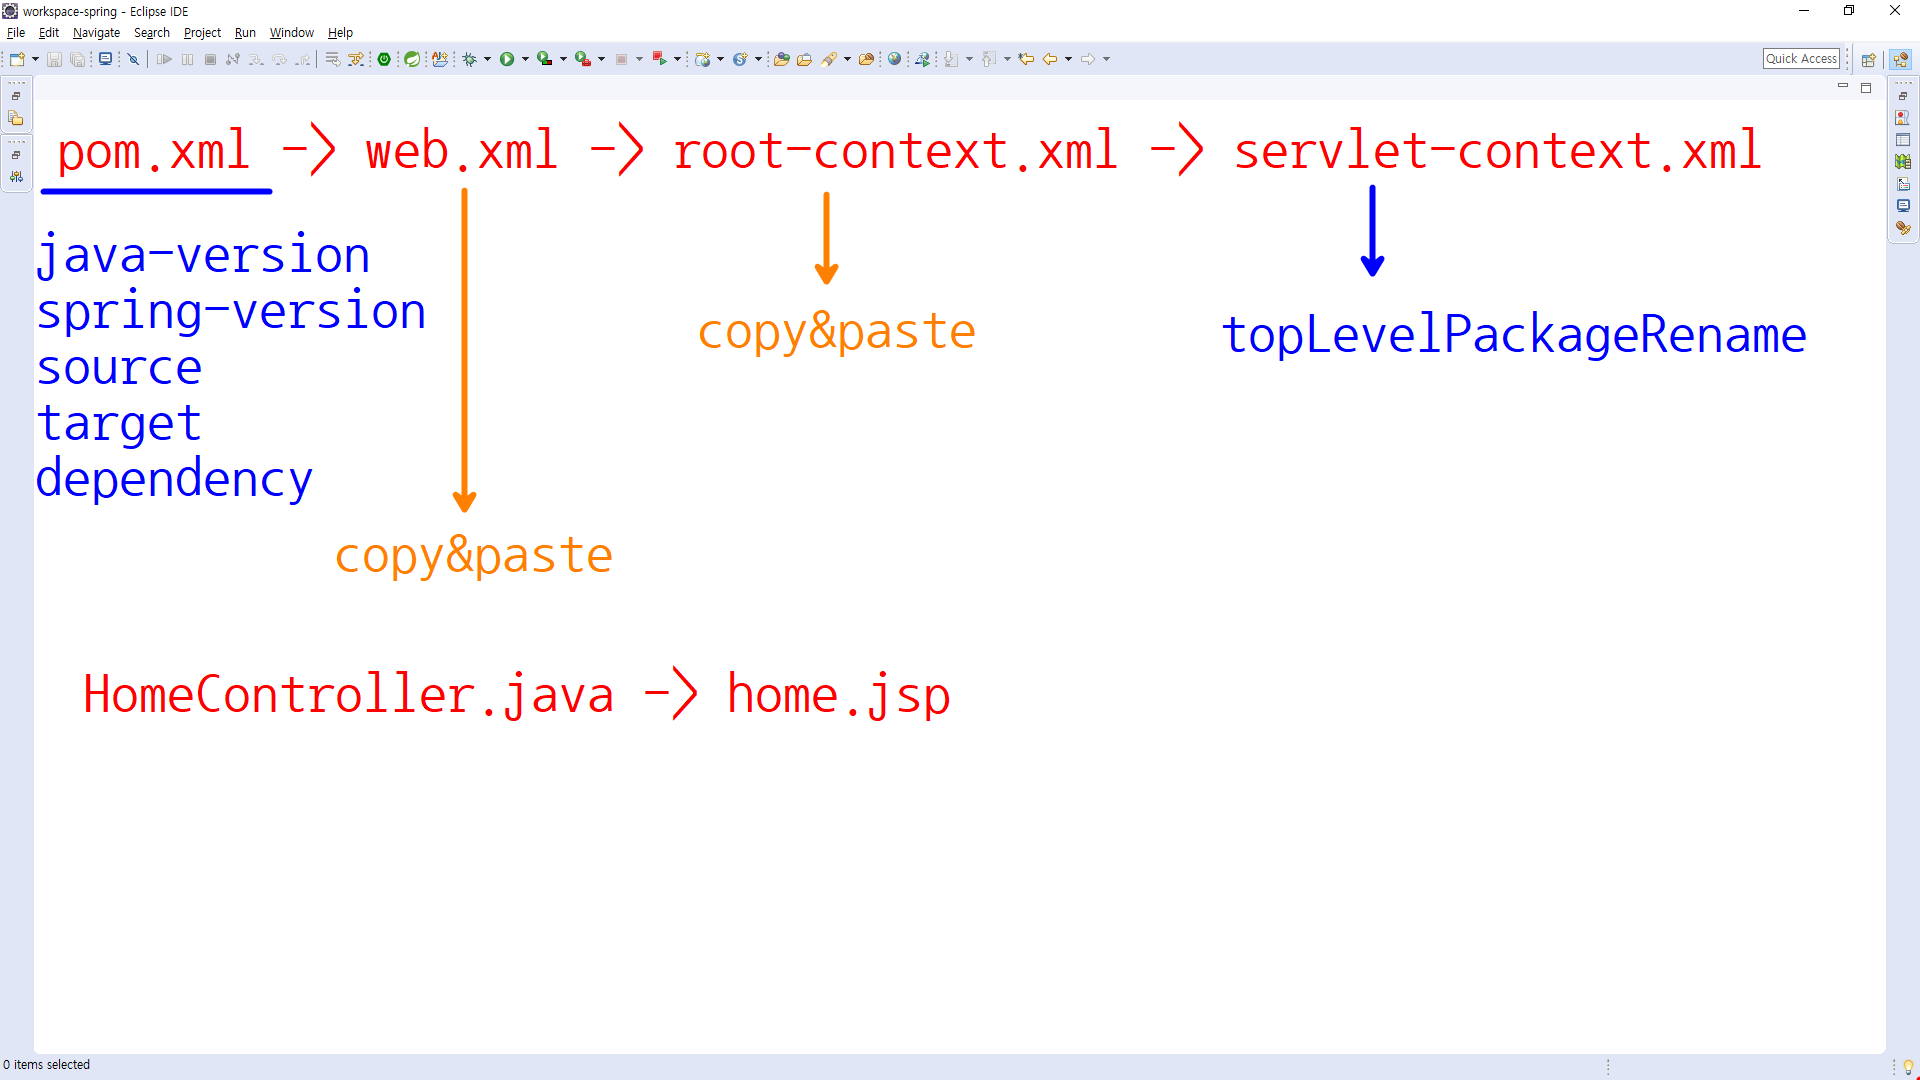 workspace-spring - Eclipse IDE
File Edit Navigate Search Project Run Window Help
Quick Access
pom.xml -> web.xml -> root-context.xml -> servlet-context.xml
java-version
spring-version
source
target
dependency
copy&paste
copy&paste
topLevelPackageRename
HomeController.java -> home.jsp
0 items selected